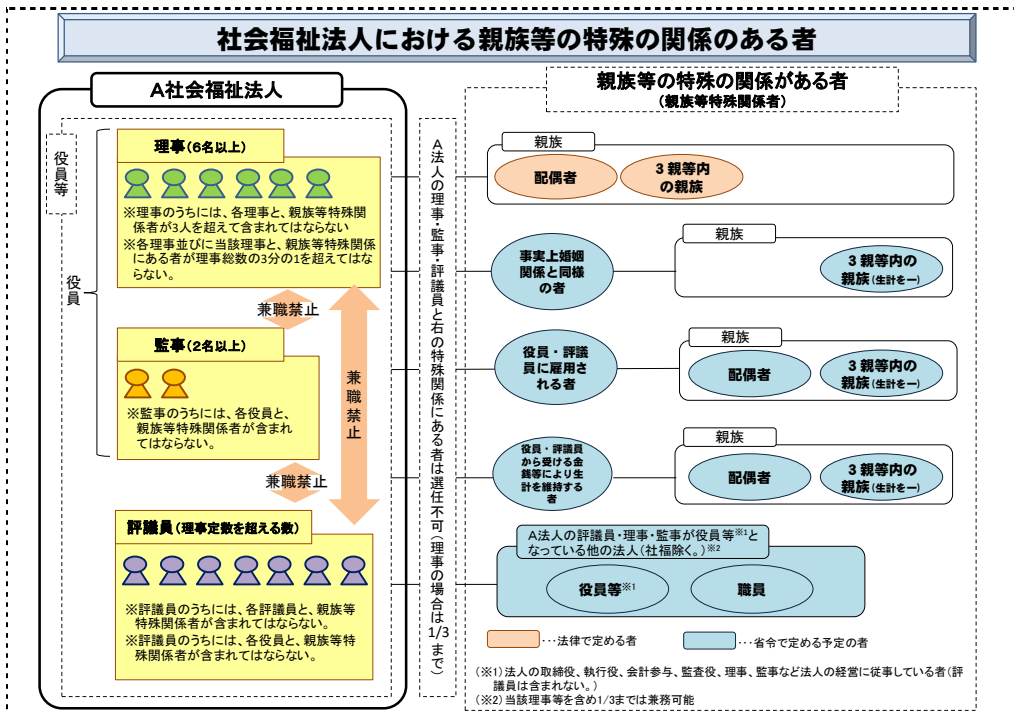 社会福祉法人における親族等の特殊の関係のある者
A社会福祉法人
役員等
役員
理事(6名以上)
※理事のうちには、各理事と、親族等特殊関
係者が3人を超えて含まれてはならない
※各理事並びに当該理事と、親族等特殊関係
にある者が理事総数の3分の1を超えてはな
らない。
兼職禁止
監事(2名以上)
※監事のうちには、各役員と、
親族等特殊関係者が含まれ
てはならない。
兼職禁止
兼職禁止
評議員(理事定数を超える数)
※評議員のうちには、各評議員と、親族等
特殊関係者が含まれてはならない。
※評議員のうちには、各役員と、親族等特
殊関係者が含まれてはならない。
A法人の理事・監事・評議員と右の特殊関係にある者は選任不可(理事の場合は1/3まで)
親族等の特殊の関係がある者
(親族等特殊関係者)
親族
配偶者
3親等内
の親族
事実上婚姻
関係と同様
の者
親族
3親等内の
親族(生計を一)
役員・評議
員に雇用さ
れる者
親族
配偶者
3親等内の
親族(生計を一)
役員・評議員
から受ける金
銭等により生
計を維持する
者
親族
配偶者
3親等内の
親族(生計を一)
A法人の評議員・理事・監事が役員等※1と
なっている他の法人(社福除く。)※2
役員等※1
職員
…法律で定める者
…省令で定める予定の者
(※1)法人の取締役、執行役、会計参与、監査役、理事、監事など法人の経営に従事している者(評
議員は含まれない。)
(※2)当該理事等を含め1/3までは兼務可能